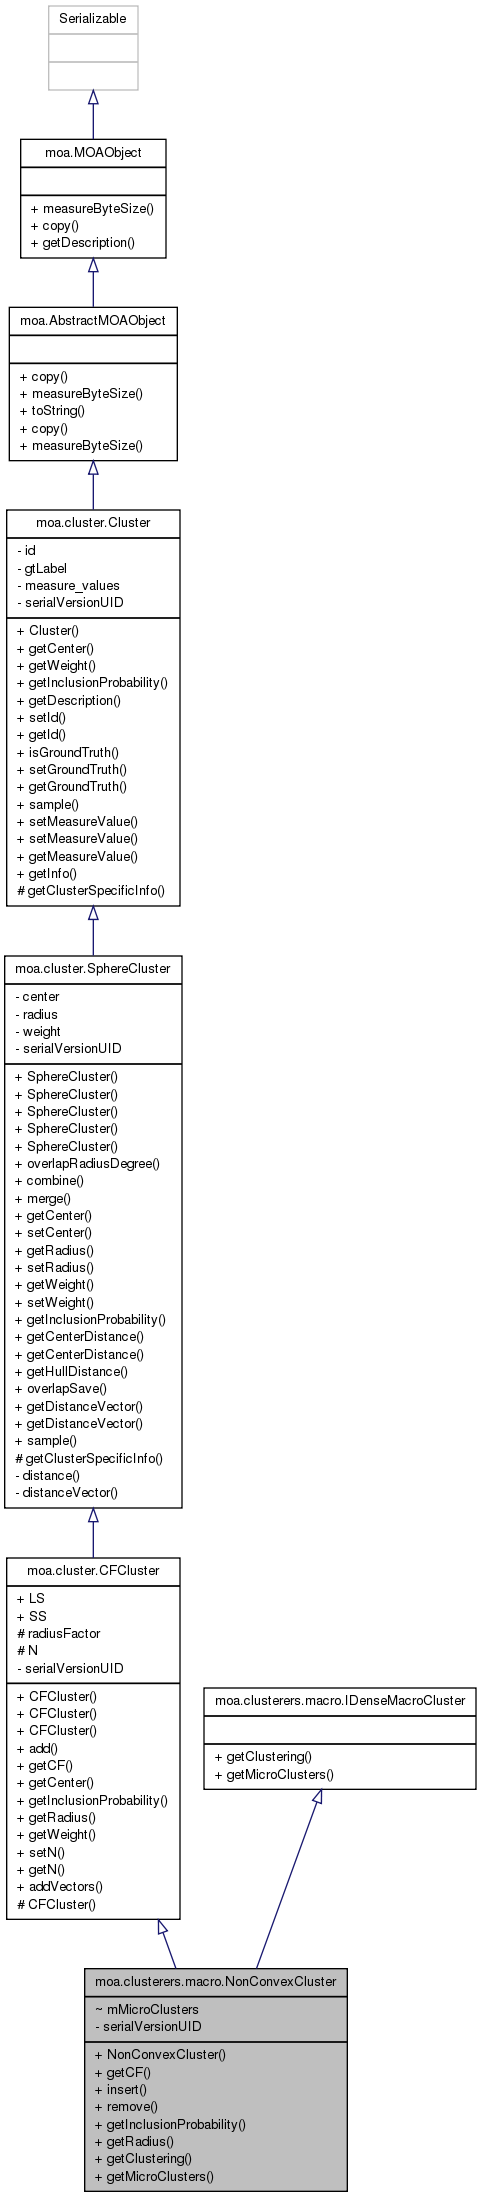 Serializable
moa.MOAObject
+ measureByteSize()
+ copy()
+ getDescription()
moa.AbstractMOAObject
+ copy()
+ measureByteSize()
+ toString()
+ copy()
+ measureByteSize()
moa.cluster.Cluster
- id
- gtLabel
- measure_values
- serialVersionUID
+ Cluster()
+ getCenter()
+ getWeight()
+ getInclusionProbability()
+ getDescription()
+ setId()
+ getId()
+ isGroundTruth()
+ setGroundTruth()
+ getGroundTruth()
+ sample()
+ setMeasureValue()
+ setMeasureValue()
+ getMeasureValue()
+ getInfo()
# getClusterSpecificInfo()
moa.cluster.SphereCluster
- center
- radius
- weight
- serialVersionUID
+ SphereCluster()
+ SphereCluster()
+ SphereCluster()
+ SphereCluster()
+ SphereCluster()
+ overlapRadiusDegree()
+ combine()
+ merge()
+ getCenter()
+ setCenter()
+ getRadius()
+ setRadius()
+ getWeight()
+ setWeight()
+ getInclusionProbability()
+ getCenterDistance()
+ getCenterDistance()
+ getHullDistance()
+ overlapSave()
+ getDistanceVector()
+ getDistanceVector()
+ sample()
# getClusterSpecificInfo()
- distance()
- distanceVector()
moa.cluster.CFCluster
+ LS
+ SS
# radiusFactor
# N
- serialVersionUID
+ CFCluster()
+ CFCluster()
+ CFCluster()
+ add()
+ getCF()
+ getCenter()
+ getInclusionProbability()
+ getRadius()
+ getWeight()
+ setN()
+ getN()
+ addVectors()
# CFCluster()
moa.clusterers.macro.IDenseMacroCluster
+ getClustering()
+ getMicroClusters()
moa.clusterers.macro.NonConvexCluster
~ mMicroClusters
- serialVersionUID
+ NonConvexCluster()
+ getCF()
+ insert()
+ remove()
+ getInclusionProbability()
+ getRadius()
+ getClustering()
+ getMicroClusters()